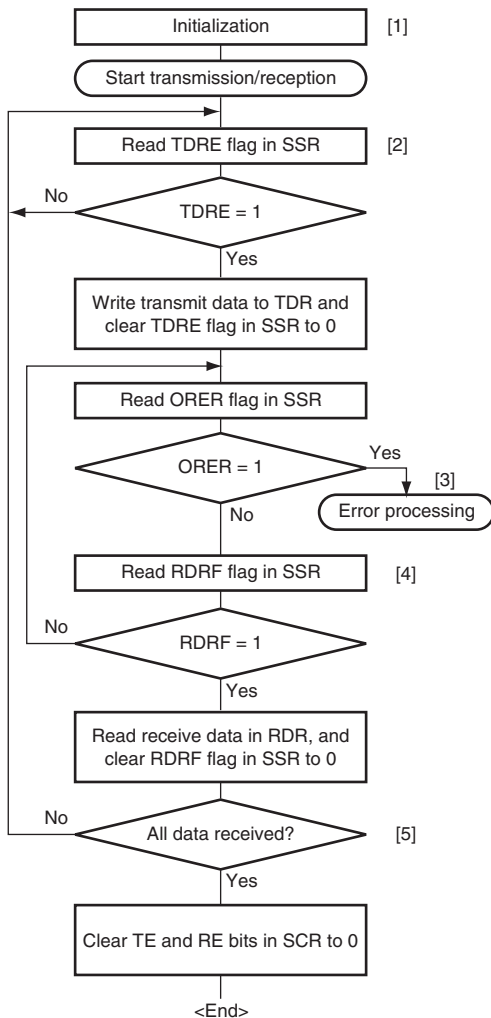 Initialization
[1]
Start transmission/reception
Read TDRE flag in SSR
[2]
No
TDRE = 1
Yes
Write transmit data to TDR and
clear TDRE flag in SSR to 0
Read ORER flag in SSR
ORER = 1
Yes
[3]
Error processing
No
Read RDRF flag in SSR
[4]
No
RDRF = 1
Yes
Read receive data in RDR, and
clear RDRF flag in SSR to 0
No
All data received?
[5]
Yes
Clear TE and RE bits in SCR to 0
<End>